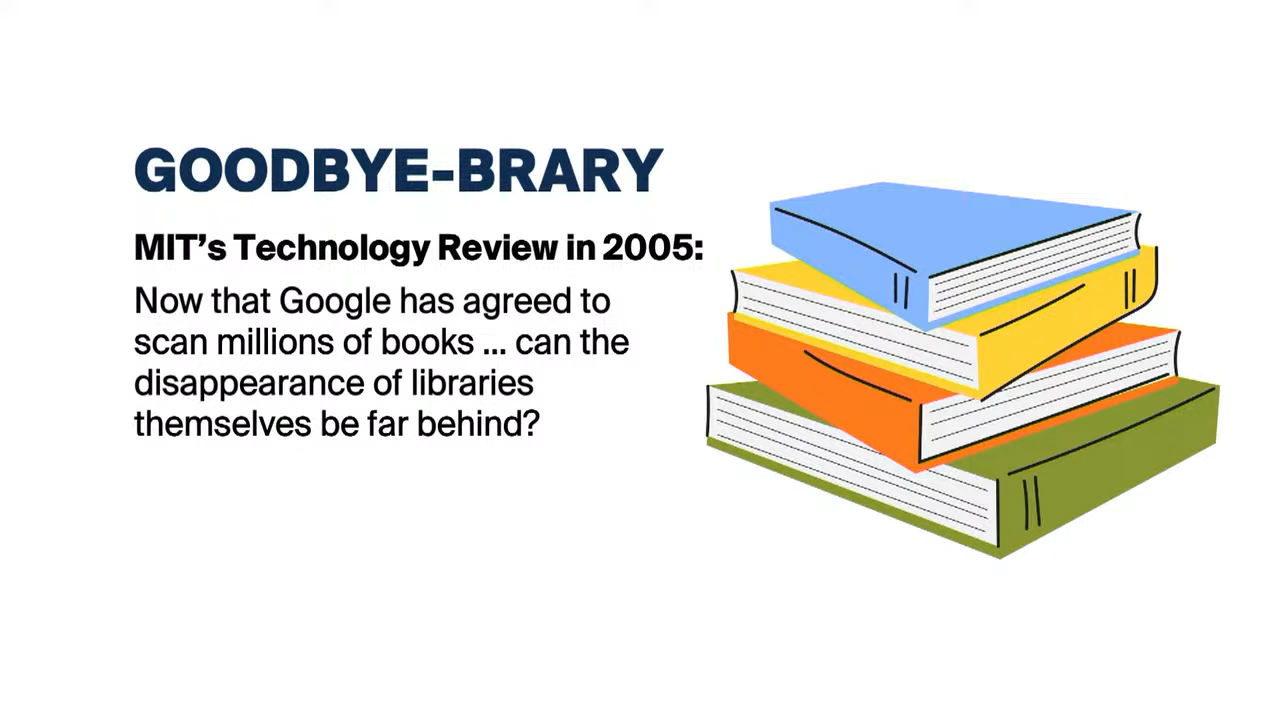 GOODBYE-BRARY
MIT’s Technology Review in 2005:
Now that Google has agreed to
scan millions of books ... can the
disappearance of libraries
themselves be far behind?